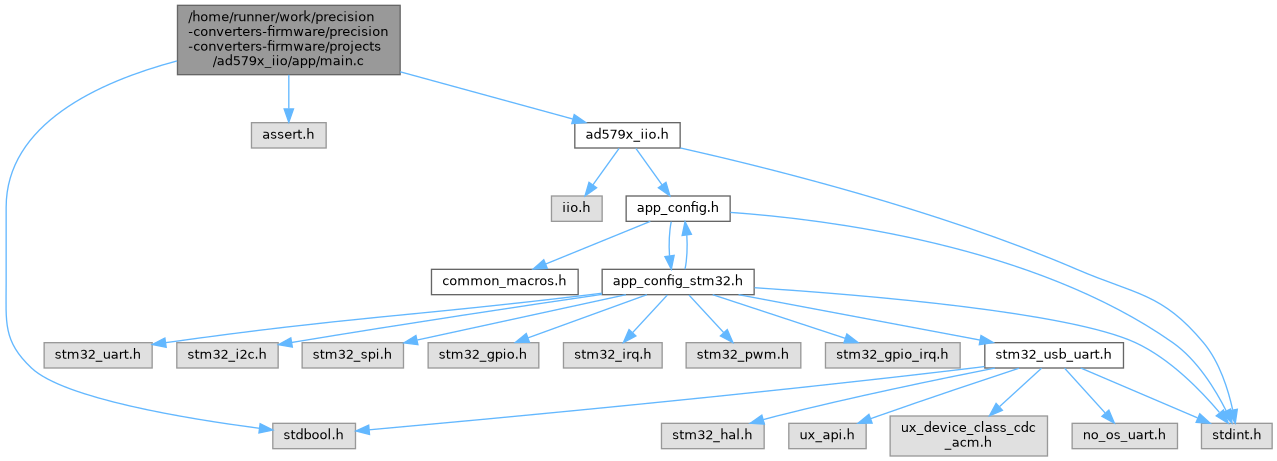 /home/runner/work/precision
-converters-firmware/precision
-converters-firmware/projects
/ad579x_iio/app/main.c
assert.h
ad579x_iio.h
iio.h
app_config.h
common_macros.h
app_config_stm32.h
stm32_uart.h
stm32_i2c.h
stm32_spi.h
stm32_gpio.h
stm32_irq.h
stm32_pwm.h
stm32_gpio_irq.h
stm32_usb_uart.h
stdbool.h
stm32_hal.h
ux_api.h
ux_device_class_cdc
_acm.h
no_os_uart.h
stdint.h